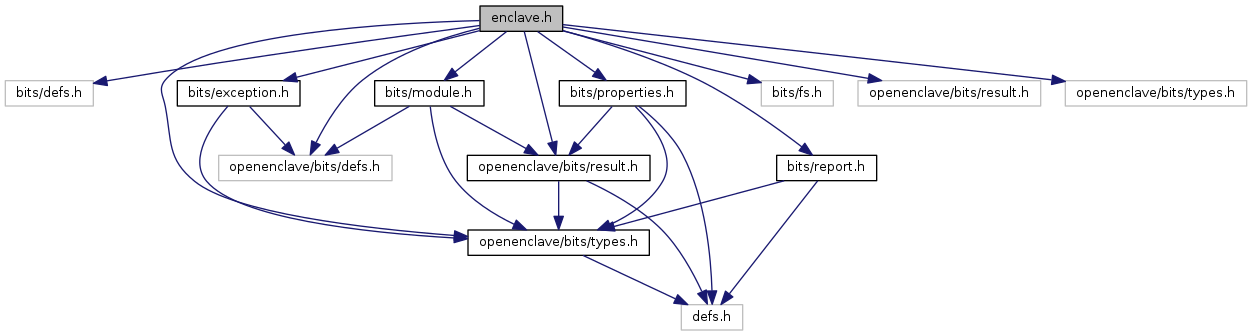 enclave.h
bits/defs.h
bits/exception.h
bits/module.h
bits/properties.h
bits/fs.h
openenclave/bits/result.h
openenclave/bits/types.h
openenclave/bits/defs.h
openenclave/bits/result.h
bits/report.h
openenclave/bits/types.h
defs.h